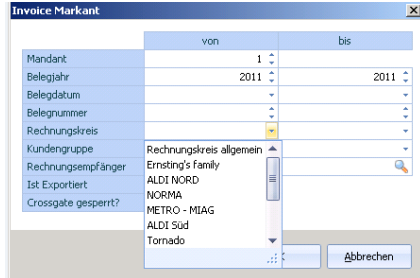 Invoice Markant
von bis
Mandant 1
Belegjahr 2011 2011
Belegdatum
Belegnummer
Rechnungskreis
Kundengruppe
Rechnungsempfänger
Ist Exportiert
Crossgate gesperrt?
Rechnungskreis allgemein
Ernsting's family
ALDI NORD
NORMA
METRO - MIAG
ALDI Süd
Tornado
Abbrechen